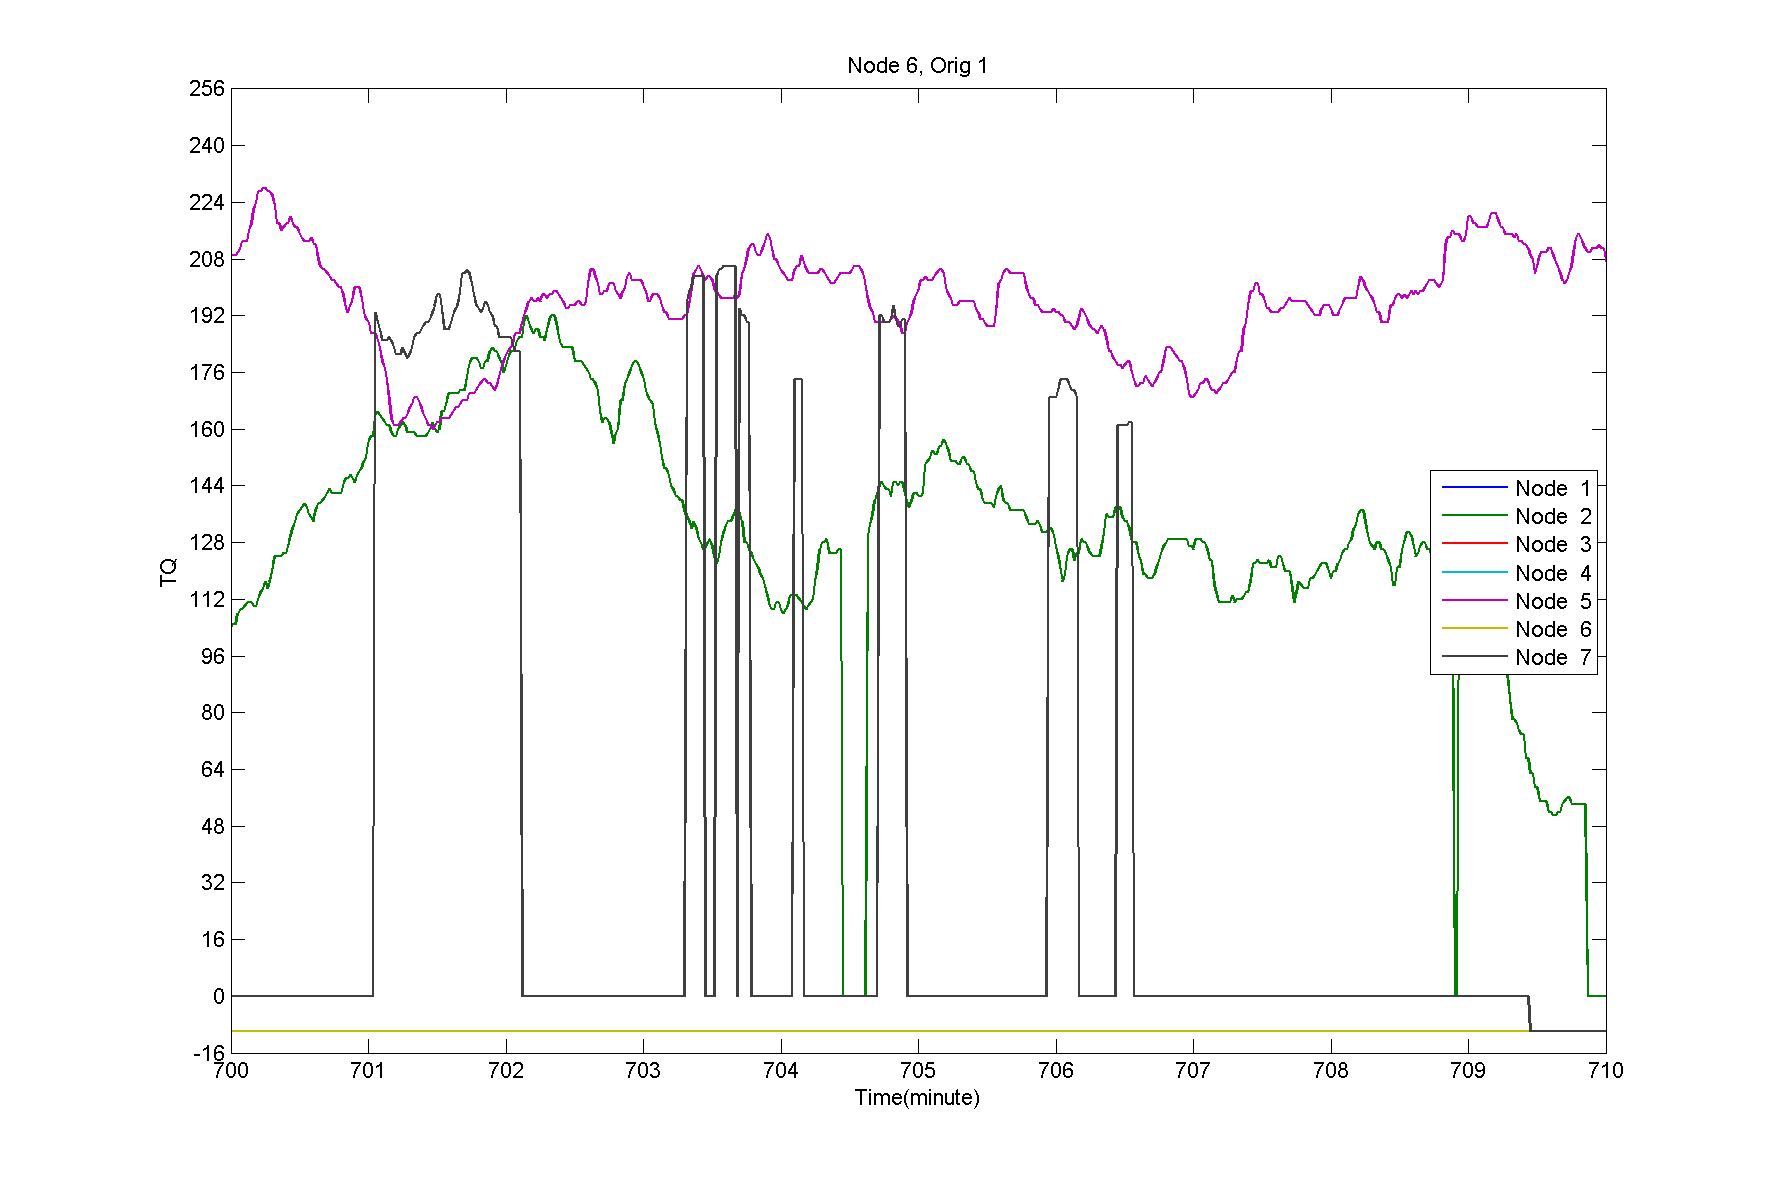 Node 6, Orig 1
256
240
224
208
192
176
160
144
128
112
96
80
64
48
32
16
0
-16
TQ
Node 1
Node 2
Node 3
Node 4
Node 5
Node 6
Node 7
700 701 702 703 704 705 706 707 708 709 710
Time(minute)